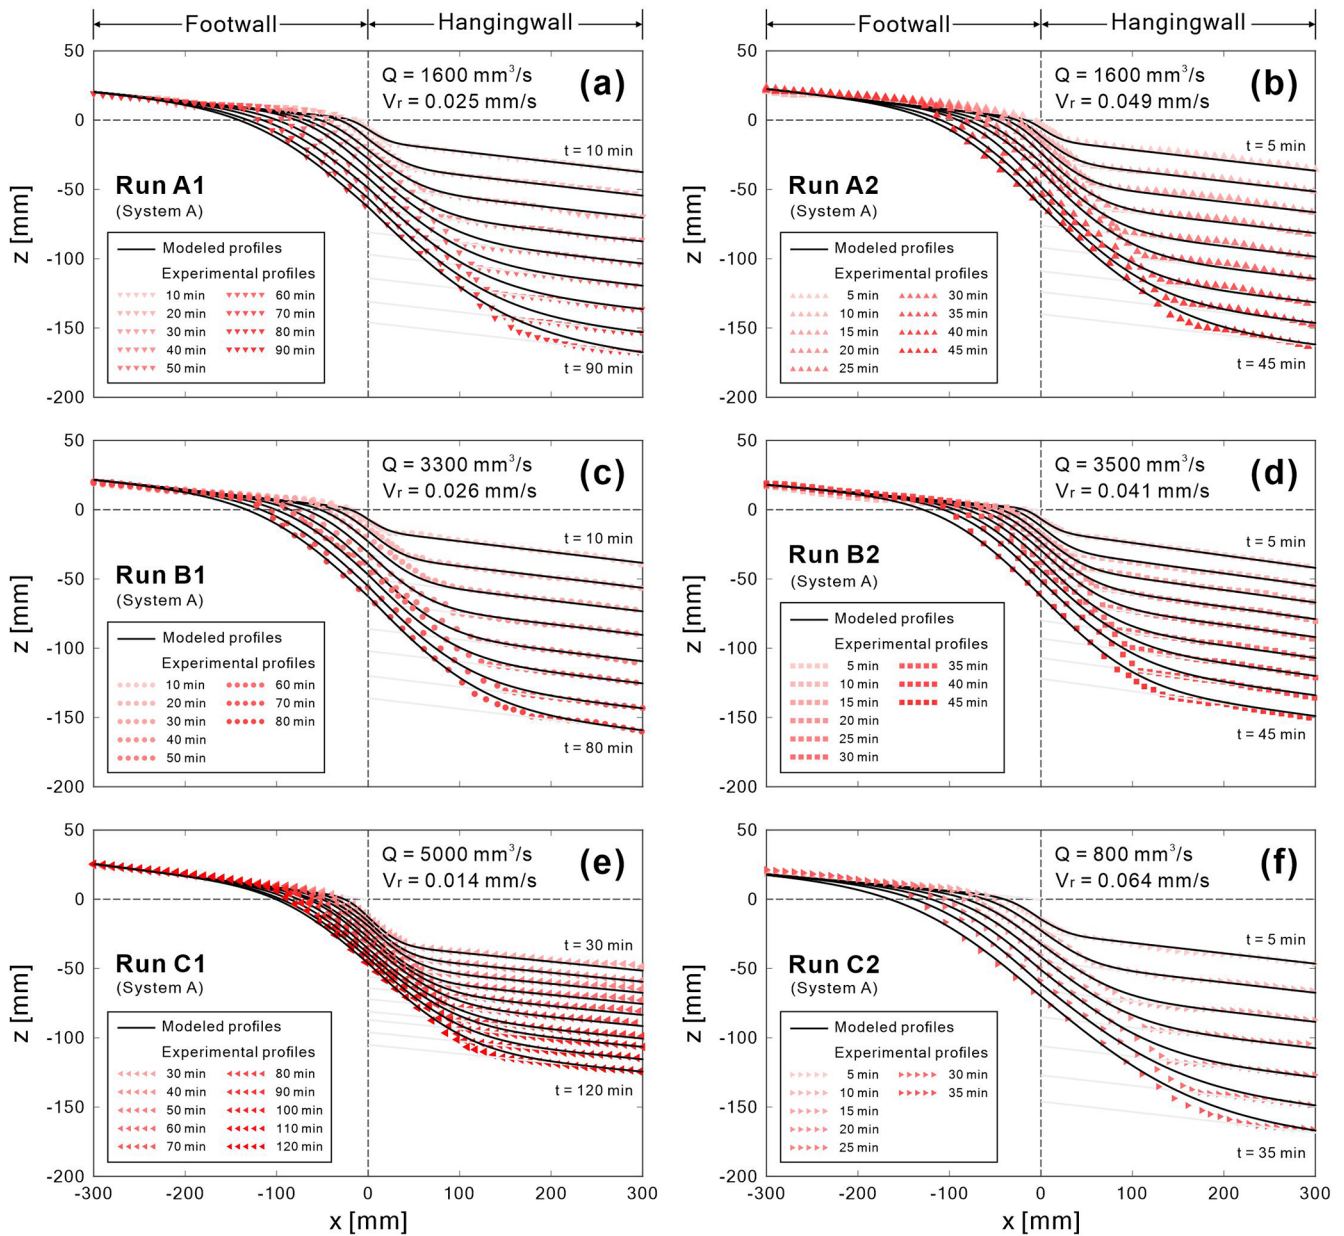 Footwall
Hangingwall
Footwall
Hangingwall
50
0
-50
-100
-150
-200
z [mm]
Q = 1600 mm³/s
Vr = 0.025 mm/s
(a)
t = 10 min
Run A1
(System A)
Modeled profiles
Experimental profiles
10 min
60 min
20 min
70 min
30 min
80 min
40 min
90 min
50 min
t = 90 min
50
0
-50
-100
-150
-200
z [mm]
Q = 1600 mm³/s
Vr = 0.049 mm/s
(b)
t = 5 min
Run A2
(System A)
Modeled profiles
Experimental profiles
5 min
30 min
10 min
35 min
15 min
40 min
20 min
45 min
25 min
t = 45 min
50
0
-50
-100
-150
-200
z [mm]
Q = 3300 mm³/s
Vr = 0.026 mm/s
(c)
t = 10 min
Run B1
(System A)
Modeled profiles
Experimental profiles
10 min
60 min
20 min
70 min
30 min
80 min
40 min
50 min
t = 80 min
50
0
-50
-100
-150
-200
z [mm]
Q = 3500 mm³/s
Vr = 0.041 mm/s
(d)
t = 5 min
Run B2
(System A)
Modeled profiles
Experimental profiles
5 min
35 min
10 min
40 min
15 min
45 min
20 min
25 min
30 min
t = 45 min
50
0
-50
-100
-150
-200
z [mm]
Q = 5000 mm³/s
Vr = 0.014 mm/s
(e)
t = 30 min
Run C1
(System A)
Modeled profiles
Experimental profiles
30 min
80 min
40 min
90 min
50 min
100 min
60 min
110 min
70 min
120 min
t = 120 min
-300
-200
-100
0
100
200
300
x [mm]
50
0
-50
-100
-150
-200
z [mm]
Q = 800 mm³/s
Vr = 0.064 mm/s
(f)
t = 5 min
Run C2
(System A)
Modeled profiles
Experimental profiles
5 min
30 min
10 min
35 min
15 min
20 min
25 min
t = 35 min
-300
-200
-100
0
100
200
300
x [mm]